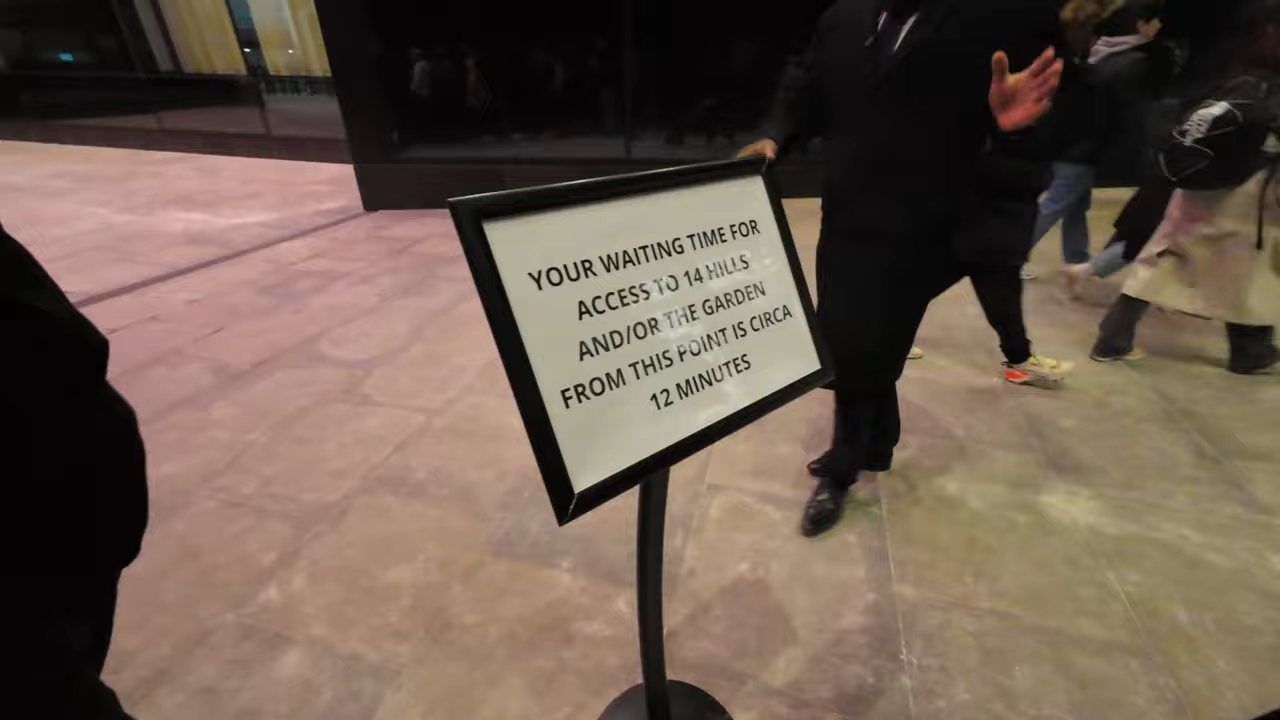 YOUR WAITING TIME FOR
ACCESS TO 14 HILLS
AND/OR THE GARDEN
FROM THIS POINT IS CIRCA
12 MINUTES